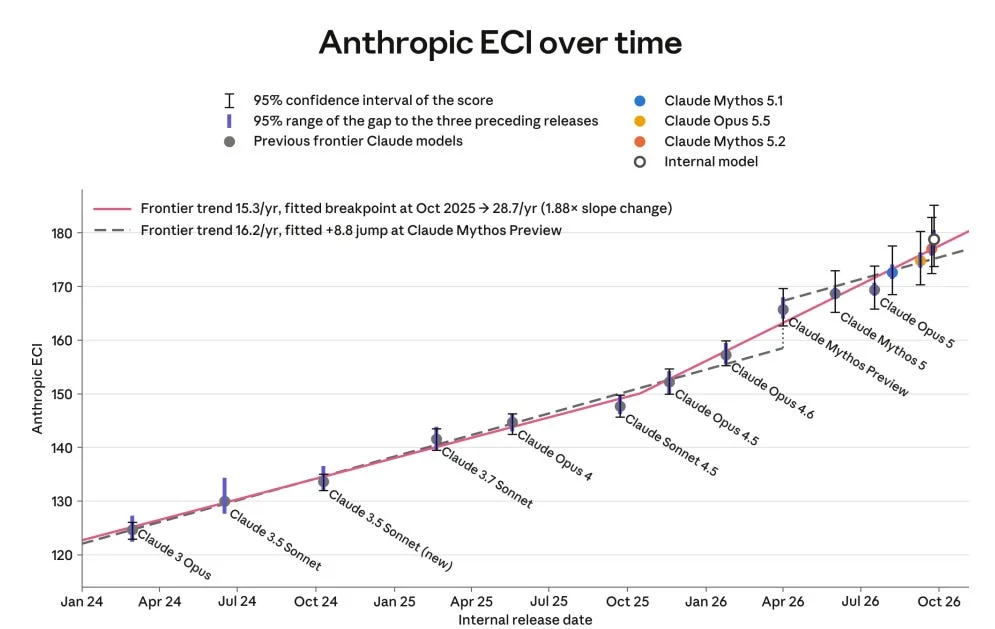 Anthropic ECI over time
95% confidence interval of the score
95% range of the gap to the three preceding releases
Previous frontier Claude models
Claude Mythos 5.1
Claude Opus 5.5
Claude Mythos 5.2
Internal model
Frontier trend 15.3/yr, fitted breakpoint at Oct 2025 → 28.7/yr (1.88× slope change)
Frontier trend 16.2/yr, fitted +8.8 jump at Claude Mythos Preview
Anthropic ECI
180
170
160
150
140
130
120
Claude 3 Opus
Claude 3.5 Sonnet
Claude 3.5 Sonnet (new)
Claude 3.7 Sonnet
Claude Opus 4
Claude Sonnet 4.5
Claude Opus 4.5
Claude Opus 4.6
Claude Mythos Preview
Claude Mythos 5
Claude Opus 5
Jan 24
Apr 24
Jul 24
Oct 24
Jan 25
Apr 25
Jul 25
Oct 25
Jan 26
Apr 26
Jul 26
Oct 26
Internal release date